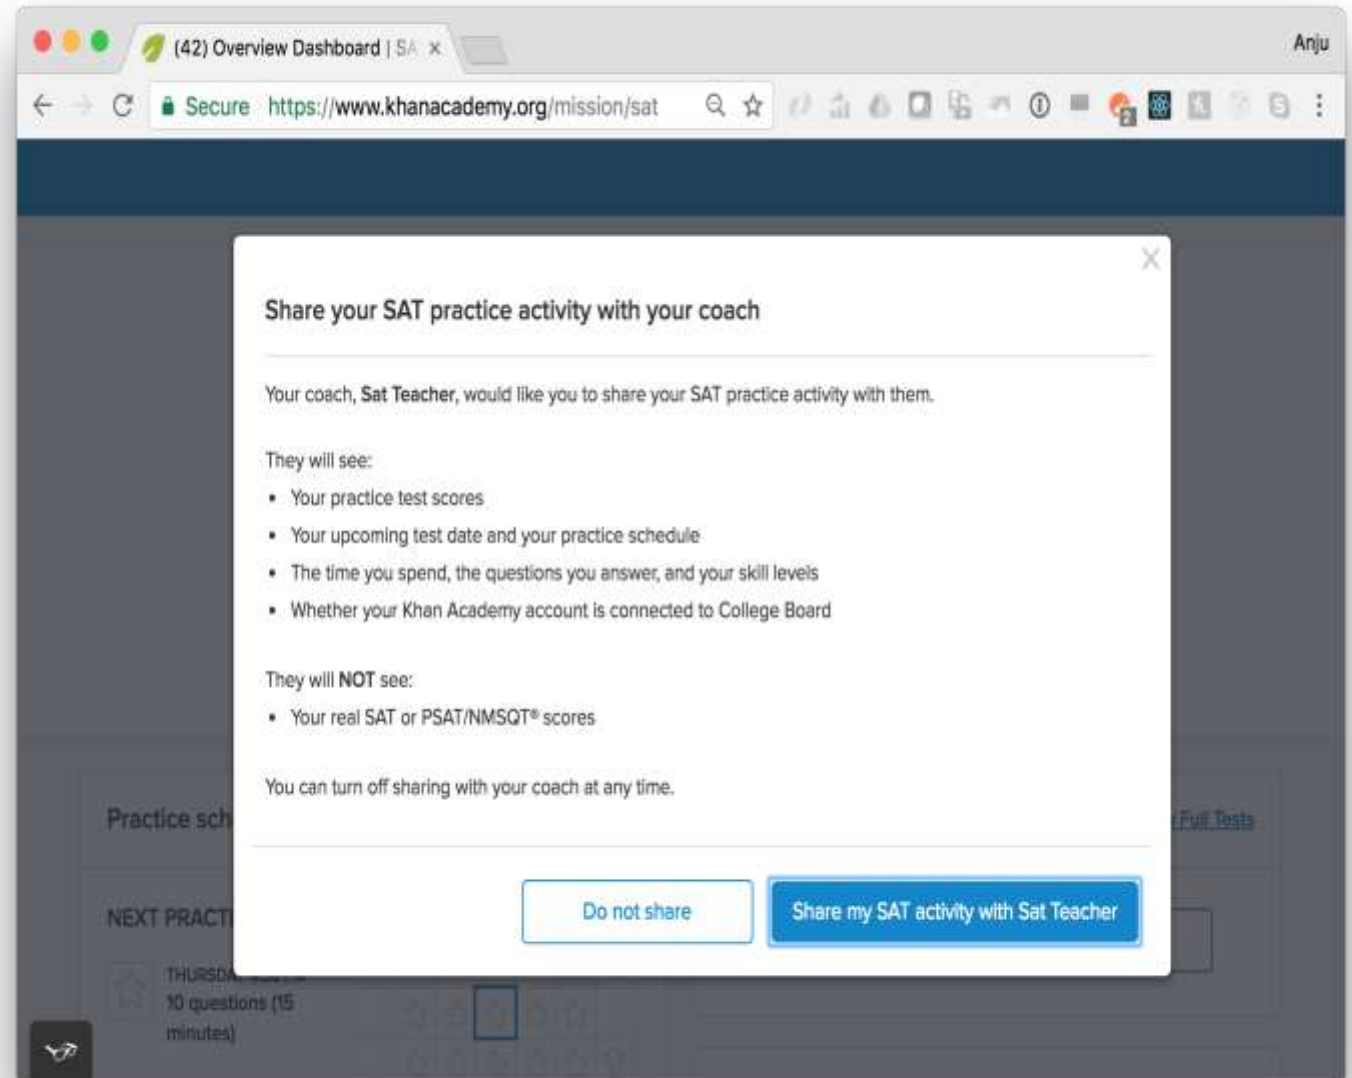 (42) Overview Dashboard | SA
Anju
Secure https://www.khanacademy.org/mission/sat
2
Share your SAT practice activity with your coach
Your coach, Sat Teacher, would like you to share your SAT practice activity with them.
They will see:
• Your practice test scores
• Your upcoming test date and your practice schedule
• The time you spend, the questions you answer, and your skill levels
• Whether your Khan Academy account is connected to College Board
They will NOT see:
• Your real SAT or PSAT/NMSQT® scores
You can turn off sharing with your coach at any time.
Practice sch
Full Tests
Do not share
Share my SAT activity with Sat Teacher
NEXT PRACTI
THURSDA
10 questions (15
minutes)